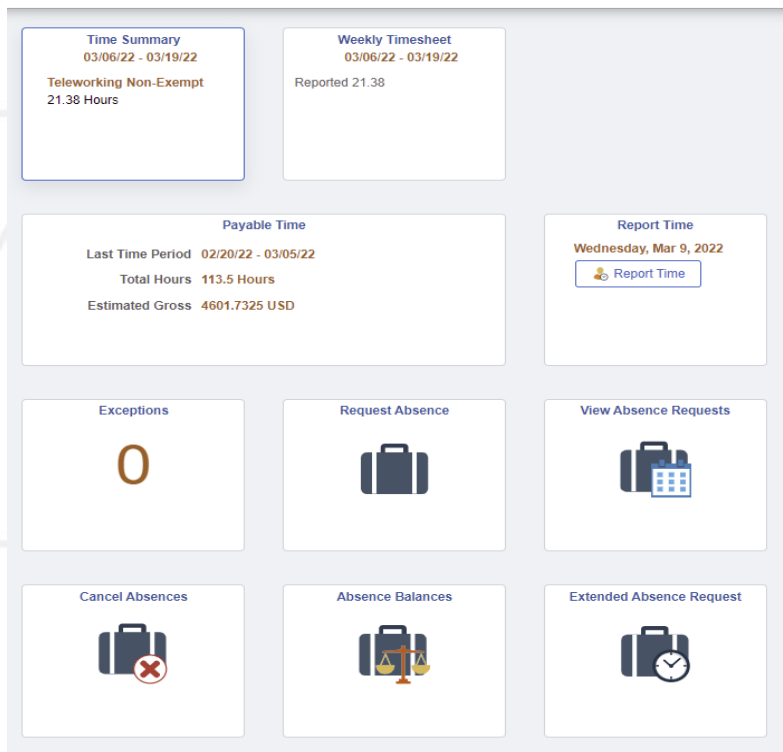 Time Summary
03/06/22 - 03/19/22
Teleworking Non-Exempt
21.38 Hours
Weekly Timesheet
03/06/22 - 03/19/22
Reported 21.38
Payable Time
Last Time Period 02/20/22 - 03/05/22
Total Hours 113.5 Hours
Estimated Gross 4601.7325 USD
Report Time
Wednesday, Mar 9, 2022
Report Time
Exceptions
0
Request Absence
View Absence Requests
Cancel Absences
Absence Balances
Extended Absence Request